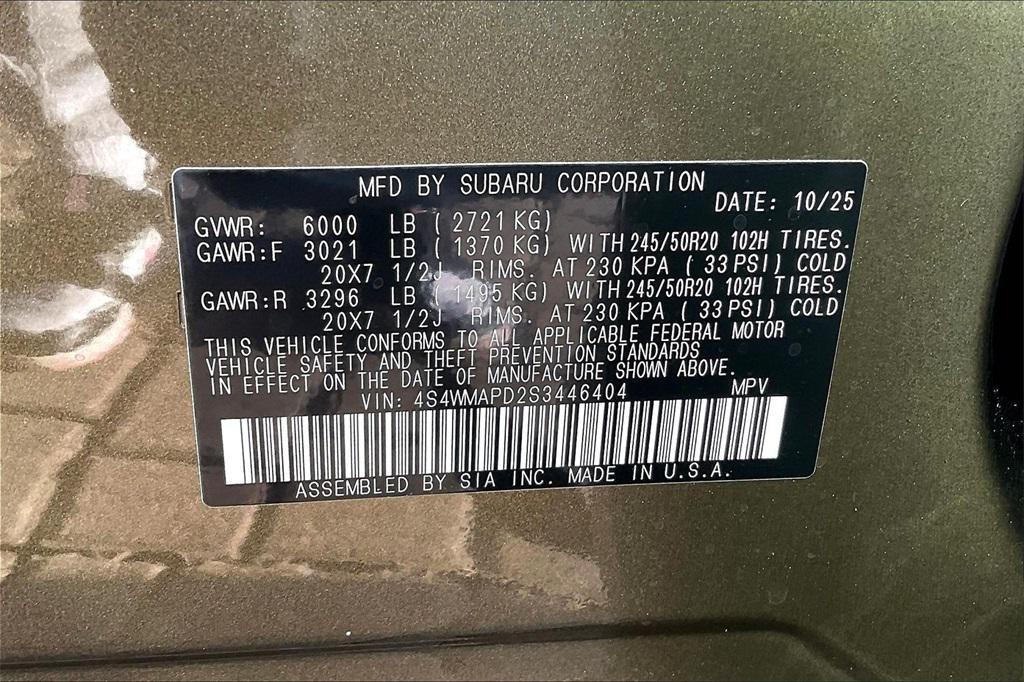 MFD BY SUBARU CORPORATION
DATE: 10/25
GVWR: 6000 LB ( 2721 KG)
GAWR:F 3021 LB ( 1370 KG) WITH 245/50R20 102H TIRES.
20X7 1/2J RIMS. AT 230 KPA ( 33 PSI) COLD
GAWR:R 3296 LB ( 1495 KG) WITH 245/50R20 102H TIRES.
20X7 1/2J RIMS. AT 230 KPA ( 33 PSI) COLD
THIS VEHICLE CONFORMS TO ALL APPLICABLE FEDERAL MOTOR
VEHICLE SAFETY AND THEFT PREVENTION STANDARDS
IN EFFECT ON THE DATE OF MANUFACTURE SHOWN ABOVE.
VIN: 4S4WMAPD2S3446404 MPV
ASSEMBLED BY SIA INC. MADE IN U.S.A.